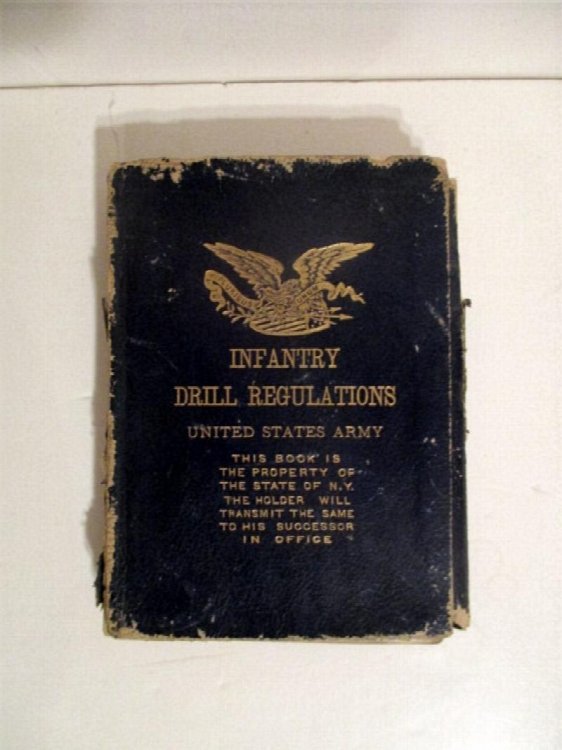 INFANTRY
DRILL REGULATIONS
UNITED STATES ARMY
THIS BOOK IS
THE PROPERTY OF
THE STATE OF N.Y.
THE HOLDER WILL
TRANSMIT THE SAME
TO HIS SUCCESSOR
IN OFFICE